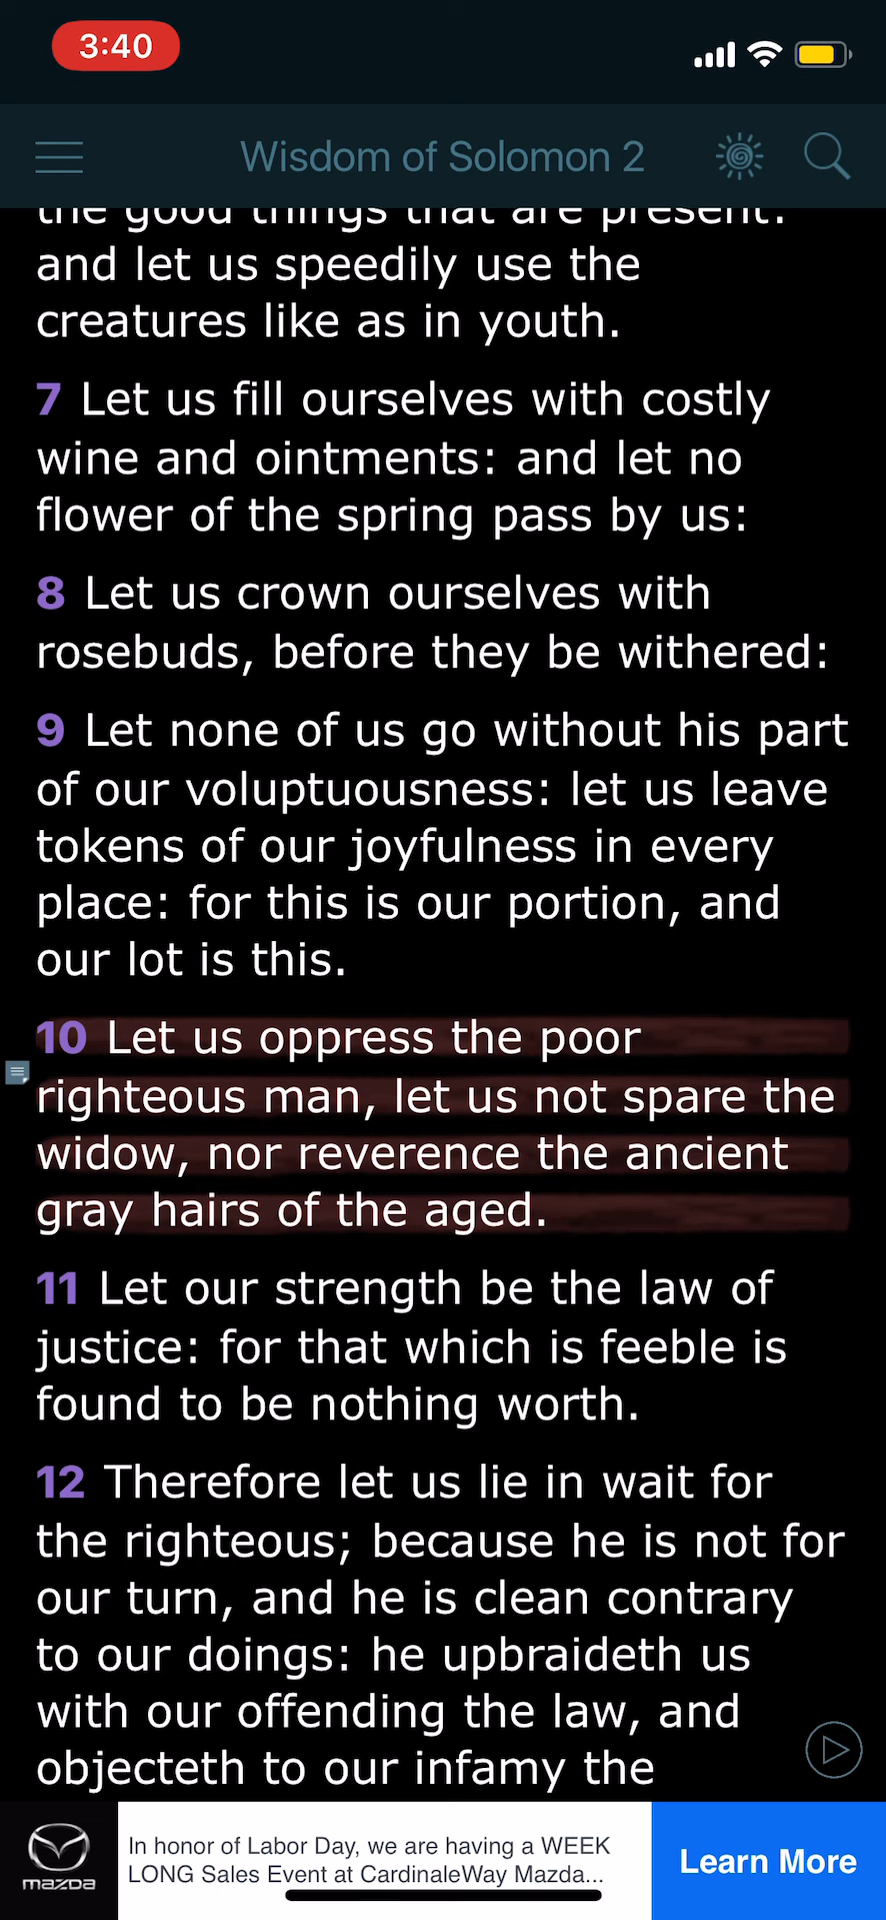 3:40
Wisdom of Solomon 2
the good things that are present:
and let us speedily use the
creatures like as in youth.
7 Let us fill ourselves with costly
wine and ointments: and let no
flower of the spring pass by us:
8 Let us crown ourselves with
rosebuds, before they be withered:
9 Let none of us go without his part
of our voluptuousness: let us leave
tokens of our joyfulness in every
place: for this is our portion, and
our lot is this.
10 Let us oppress the poor
righteous man, let us not spare the
widow, nor reverence the ancient
gray hairs of the aged.
11 Let our strength be the law of
justice: for that which is feeble is
found to be nothing worth.
12 Therefore let us lie in wait for
the righteous; because he is not for
our turn, and he is clean contrary
to our doings: he upbraideth us
with our offending the law, and
objecteth to our infamy the
mazda
In honor of Labor Day, we are having a WEEK
LONG Sales Event at CardinaleWay Mazda...
Learn More